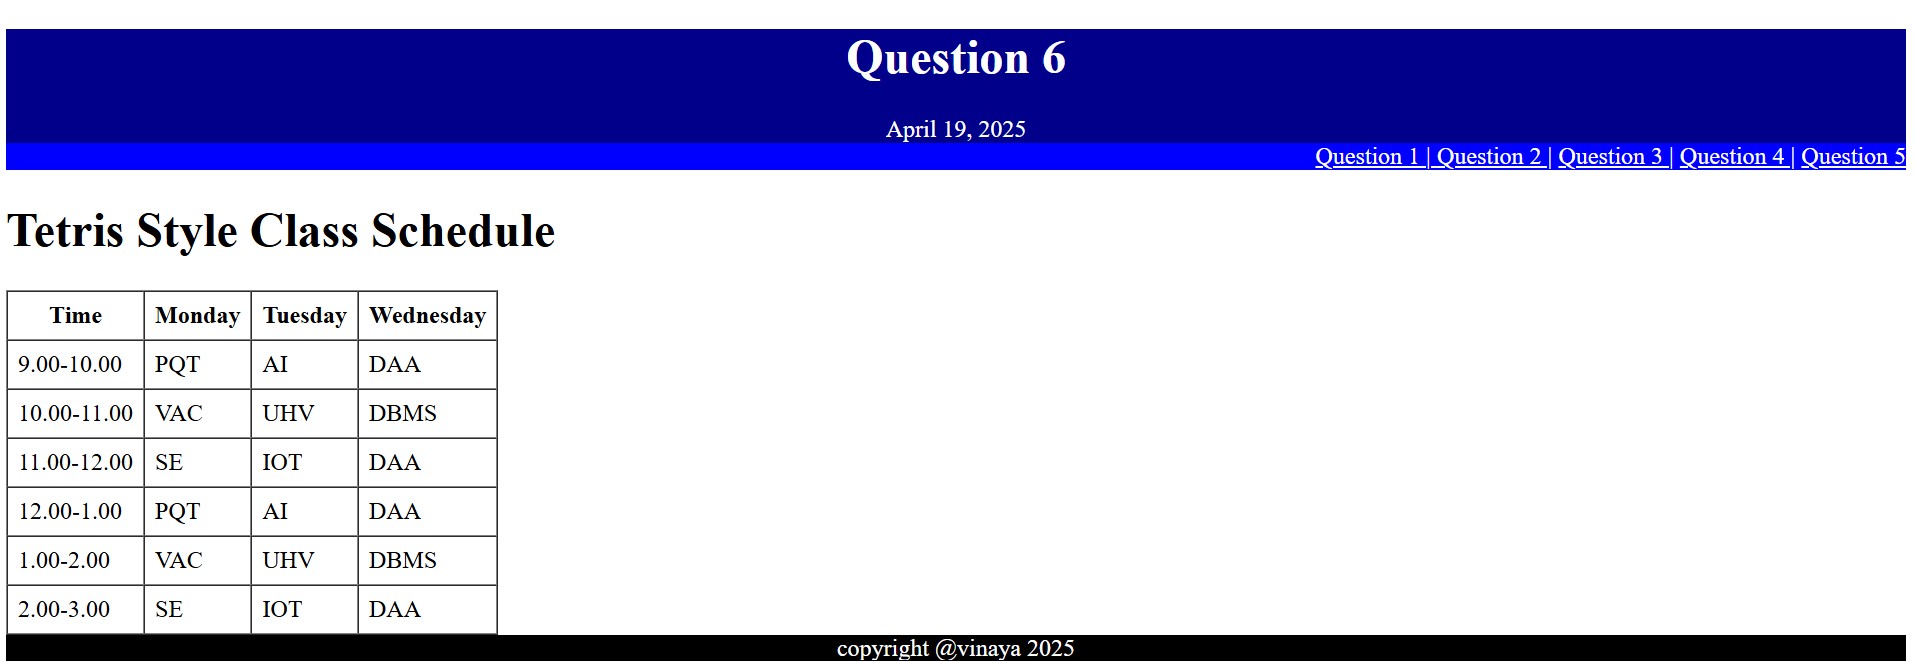 Question 6
April 19, 2025
Question 1 | Question 2 | Question 3 | Question 4 | Question 5
Tetris Style Class Schedule
Time Monday Tuesday Wednesday
9.00-10.00 PQT AI DAA
10.00-11.00 VAC UHV DBMS
11.00-12.00 SE IOT DAA
12.00-1.00 PQT AI DAA
1.00-2.00 VAC UHV DBMS
2.00-3.00 SE IOT DAA
copyright @vinaya 2025